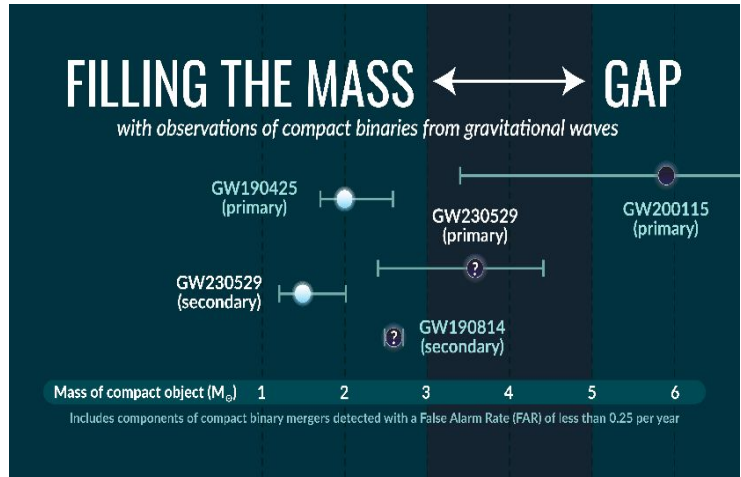 FILLING THE MASS GAP
with observations of compact binaries from gravitational waves
GW190425
(primary)
GW200115
(primary)
GW230529
(primary)
?
GW230529
(secondary)
?
GW190814
(secondary)
Mass of compact object (M☉) 1 2 3 4 5 6
Includes components of compact binary mergers detected with a False Alarm Rate (FAR) of less than 0.25 per year